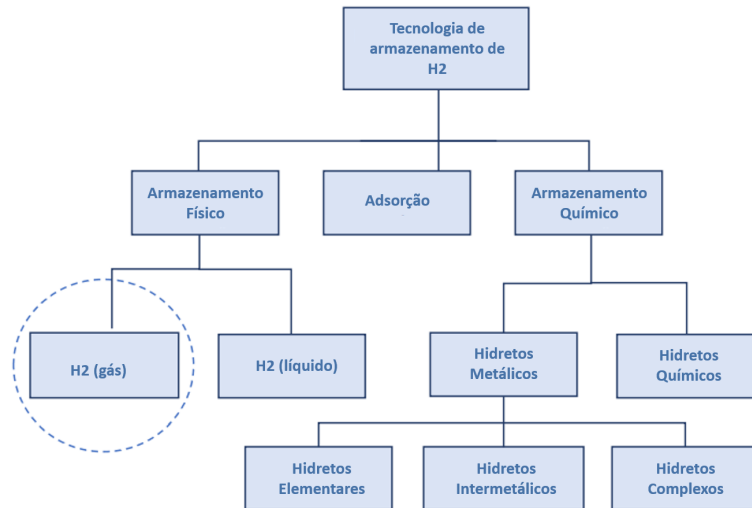 Tecnologia de
armazenamento de
H2
Armazenamento
Físico
Adsorção
Armazenamento
Químico
H2 (gás)
H2 (líquido)
Hidretos
Metálicos
Hidretos
Químicos
Hidretos
Elementares
Hidretos
Intermetálicos
Hidretos
Complexos